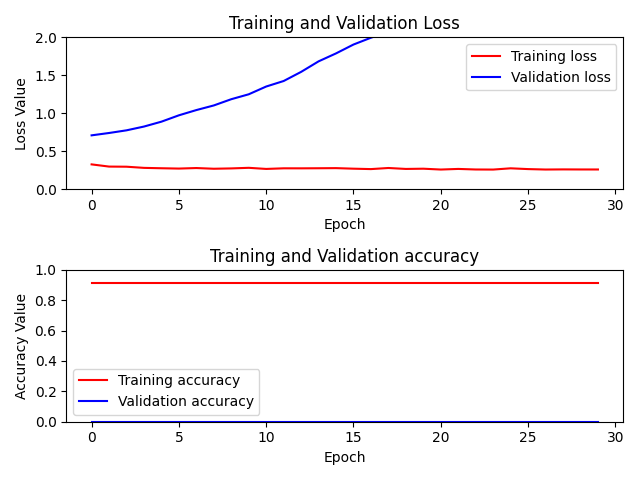 Training and Validation Loss
2.0
1.5
1.0
0.5
0.0
Loss Value
Training loss
Validation loss
0 5 10 15 20 25 30
Epoch
Training and Validation accuracy
1.0
0.8
0.6
0.4
0.2
0.0
Accuracy Value
Training accuracy
Validation accuracy
0 5 10 15 20 25 30
Epoch